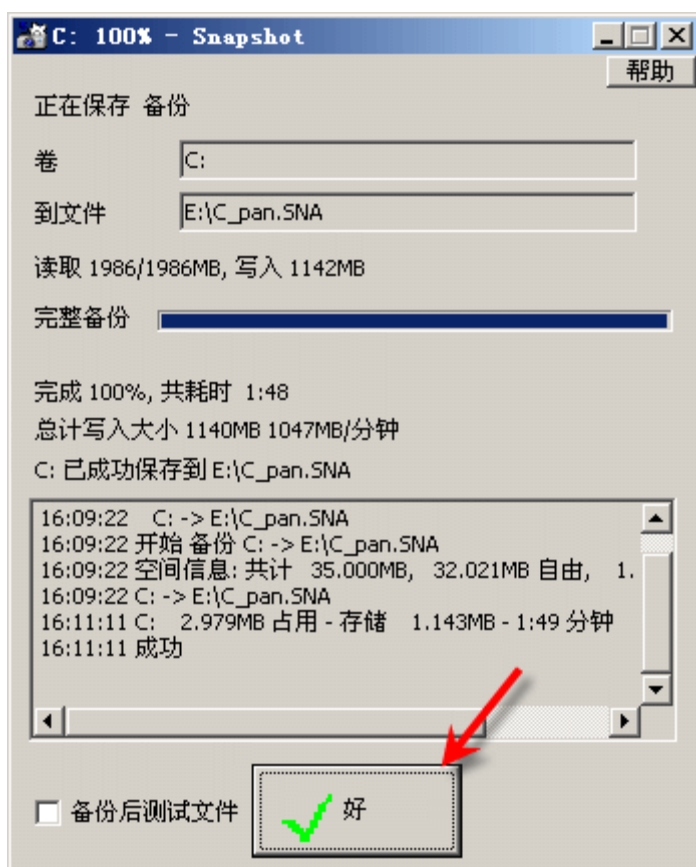 C: 100% - Snapshot
帮助
正在保存 备份
卷 C:
到文件 E:\C_pan.SNA
读取 1986/1986MB, 写入 1142MB
完整备份
完成 100%, 共耗时 1:48
总计写入大小 1140MB 1047MB/分钟
C: 已成功保存到 E:\C_pan.SNA
16:09:22 C: -> E:\C_pan.SNA
16:09:22 开始 备份 C: -> E:\C_pan.SNA
16:09:22 空间信息: 共计 35.000MB, 32.021MB 自由, 1.
16:09:22 C: -> E:\C_pan.SNA
16:11:11 C: 2.979MB 占用 - 存储 1.143MB - 1:49 分钟
16:11:11 成功
备份后测试文件 好